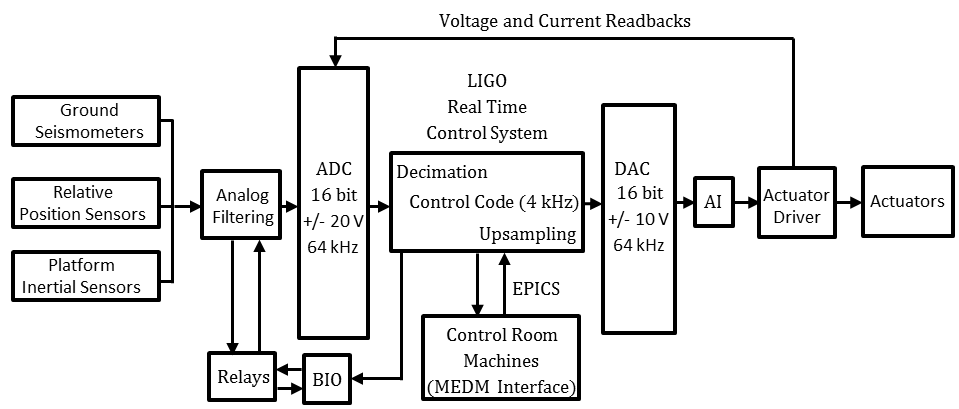 Voltage and Current Readbacks
LIGO
Real Time
Control System
Ground
Seismometers
Relative
Position Sensors
Platform
Inertial Sensors
Analog
Filtering
ADC
16 bit
+/- 20 V
64 kHz
Decimation
Control Code (4 kHz)
Upsampling
DAC
16 bit
+/- 10 V
64 kHz
AI
Actuator
Driver
Actuators
EPICS
Relays
BIO
Control Room
Machines
(MEDM Interface)